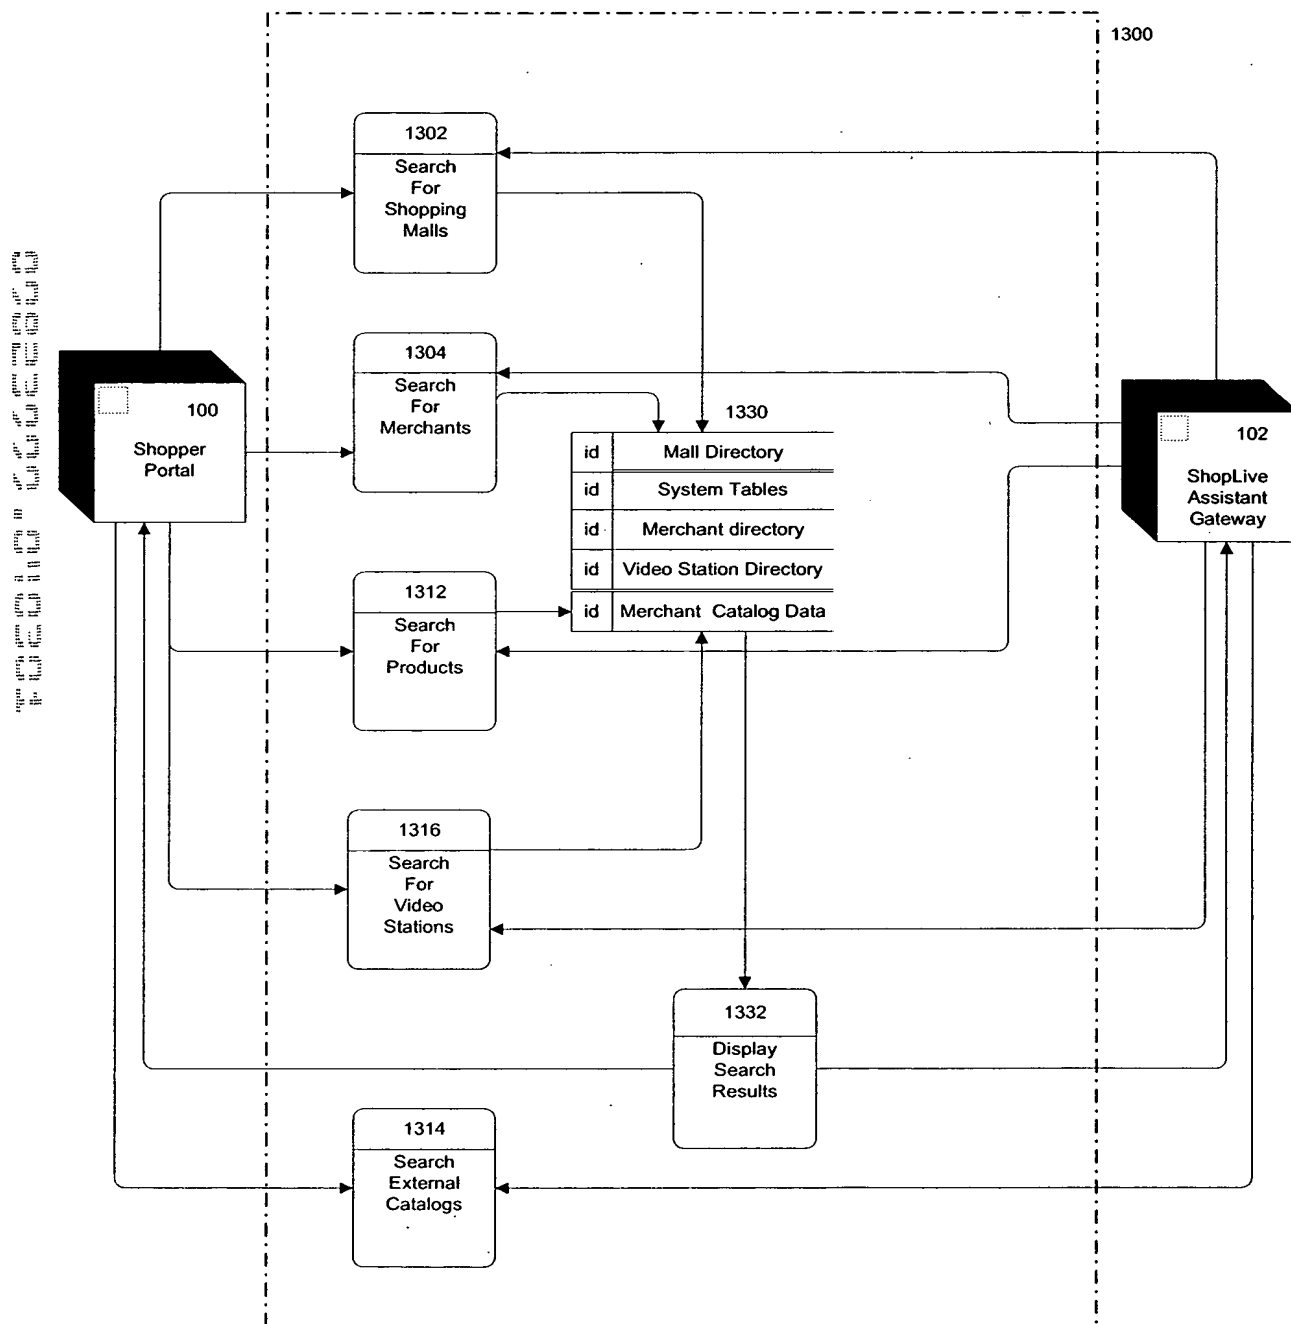 1300
1302
Search
For
Shopping
Malls
1304
Search
For
Merchants
100
Shopper
Portal
1330
id Mall Directory
id System Tables
id Merchant directory
id Video Station Directory
id Merchant Catalog Data
102
ShopLive
Assistant
Gateway
1312
Search
For
Products
1316
Search
For
Video
Stations
1332
Display
Search
Results
1314
Search
External
Catalogs